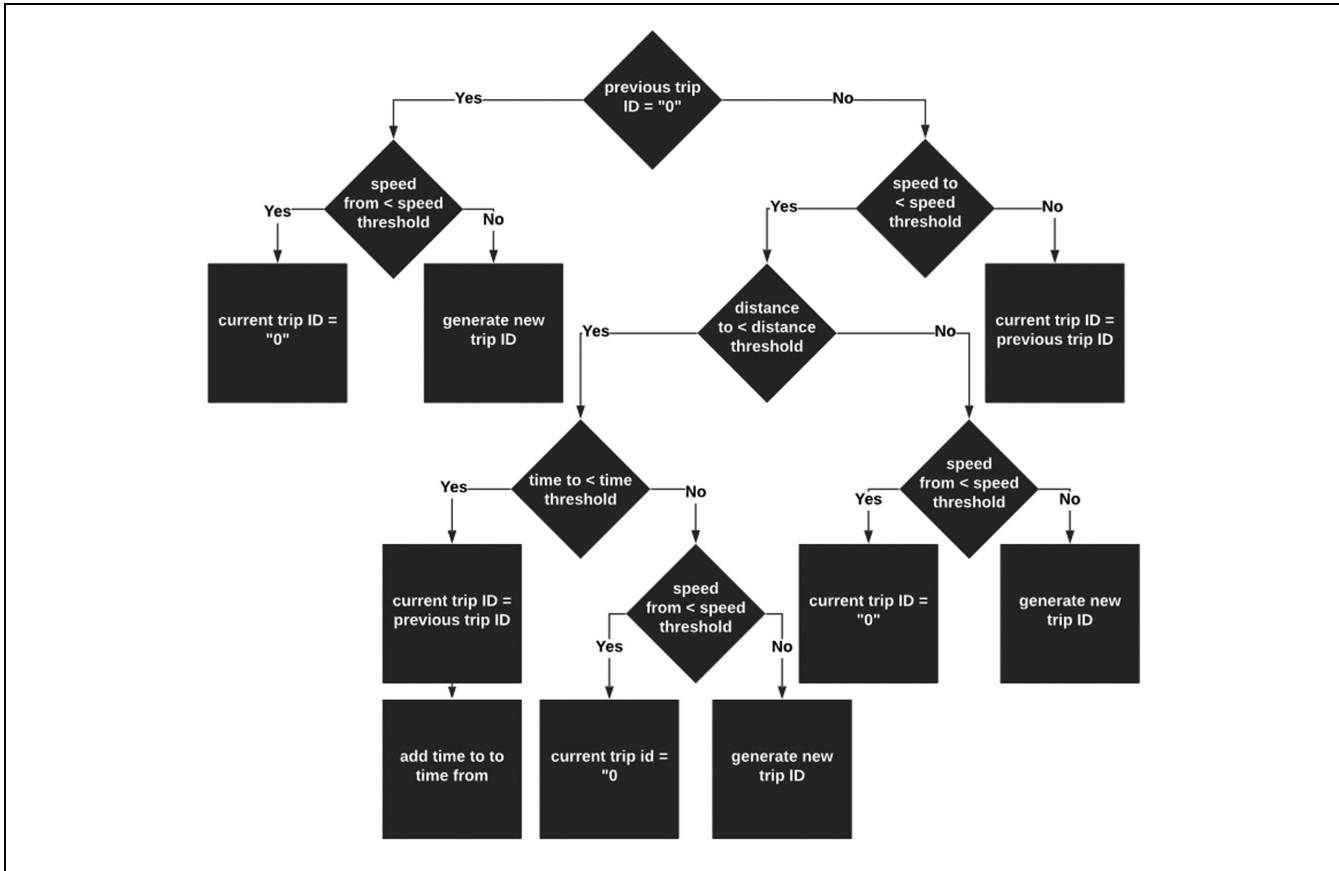 previous trip
ID = "0"
Yes
No
speed
from < speed
threshold
speed to
< speed
threshold
Yes
No
Yes
No
current trip ID =
"0"
generate new
trip ID
distance
to < distance
threshold
current trip ID =
previous trip ID
Yes
No
time to < time
threshold
speed
from < speed
threshold
Yes
No
Yes
No
current trip ID =
previous trip ID
speed
from < speed
threshold
current trip ID =
"0"
generate new
trip ID
Yes
No
add time to to
time from
current trip id =
"0
generate new
trip ID